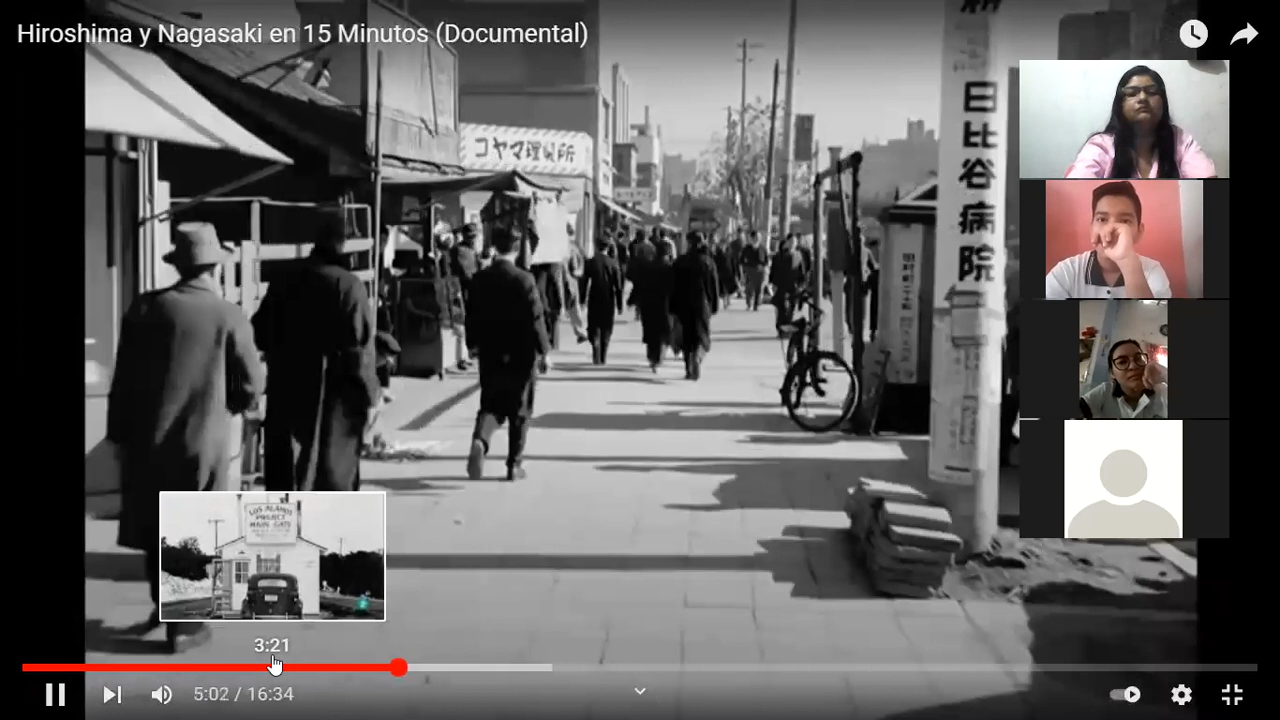 Hiroshima y Nagasaki en 15 Minutos (Documental)
コヤマ理髪所
日比谷病院
LOS ALAMOS
PROJECT
MAIN GATE
3:21
5:02 / 16:34